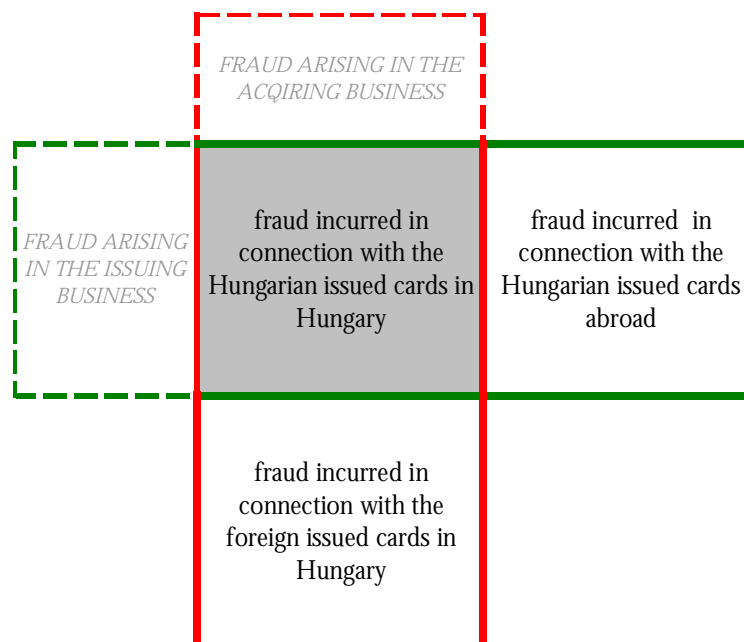 FRAUD ARISING IN THE
ACQIRING BUSINESS
FRAUD ARISING
IN THE ISSUING
BUSINESS
fraud incurred in
connection with the
Hungarian issued cards in
Hungary
fraud incurred in
connection with the
Hungarian issued cards
abroad
fraud incurred in
connection with the
foreign issued cards in
Hungary